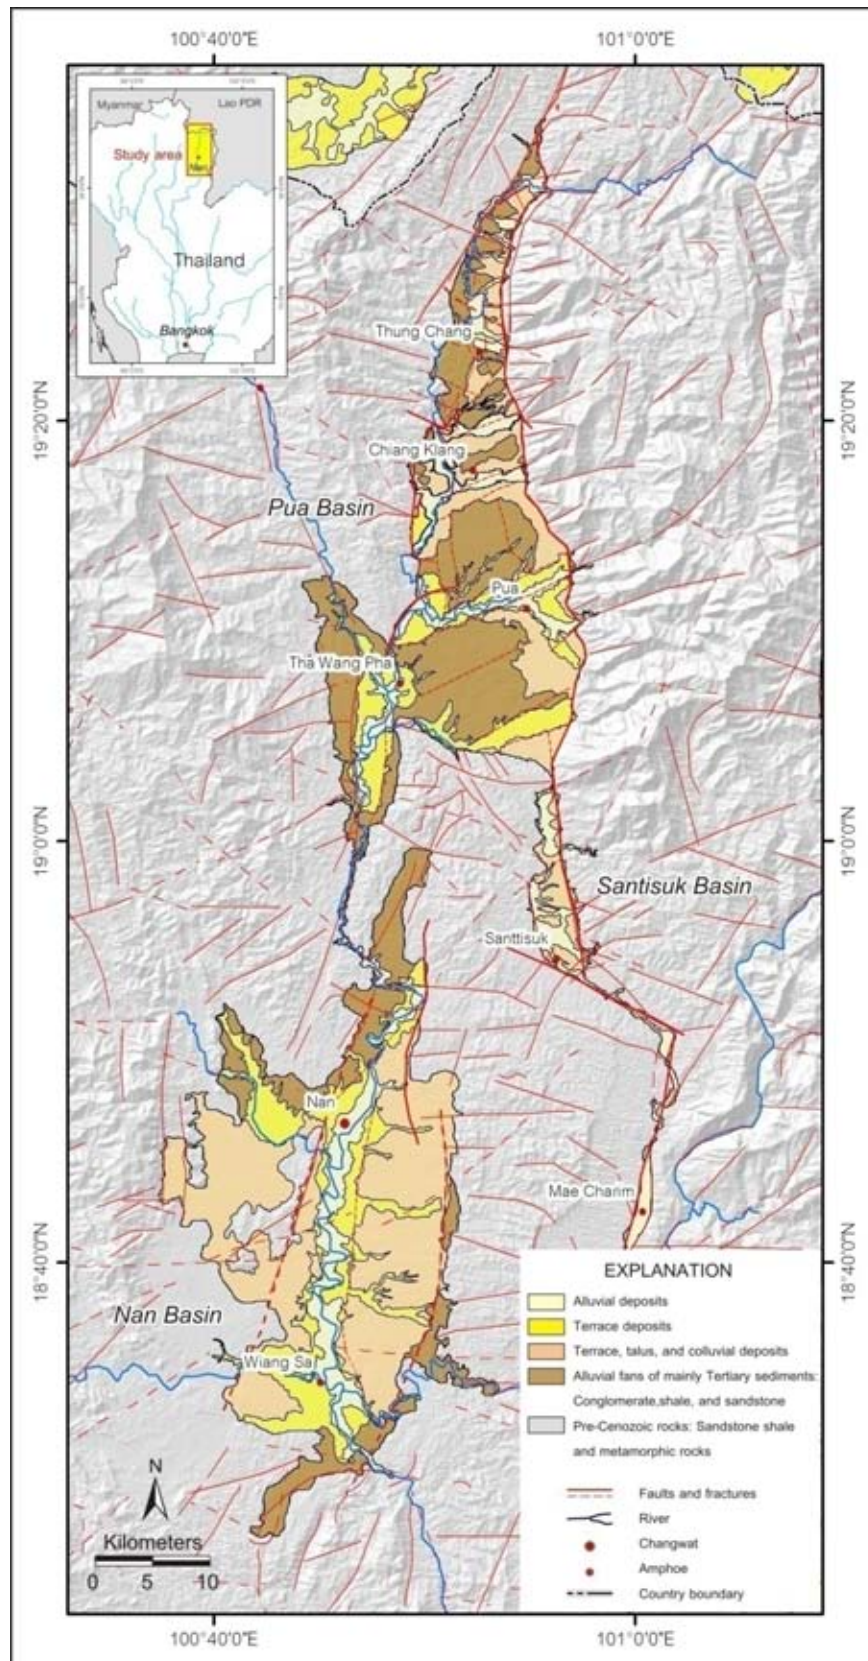 100°40'0"E
101°0'0"E
Myanmar
Lao PDR
Study area
Nan
Thailand
Bangkok
Thung Chang
19°20'0"N
19°20'0"N
Chiang Klang
Pua Basin
Pua
Tha Wang Pha
19°0'0"N
19°0'0"N
Santisuk Basin
Santtisuk
Nan
Mae Charim
18°40'0"N
18°40'0"N
Nan Basin
Wiang Sa
EXPLANATION
Alluvial deposits
Terrace deposits
Terrace, talus, and colluvial deposits
Alluvial fans of mainly Tertiary sediments:
Conglomerate,shale, and sandstone
Pre-Cenozoic rocks: Sandstone shale
and metamorphic rocks
Faults and fractures
River
Changwat
Amphoe
Country boundary
N
Kilometers
0 5 10
100°40'0"E
101°0'0"E